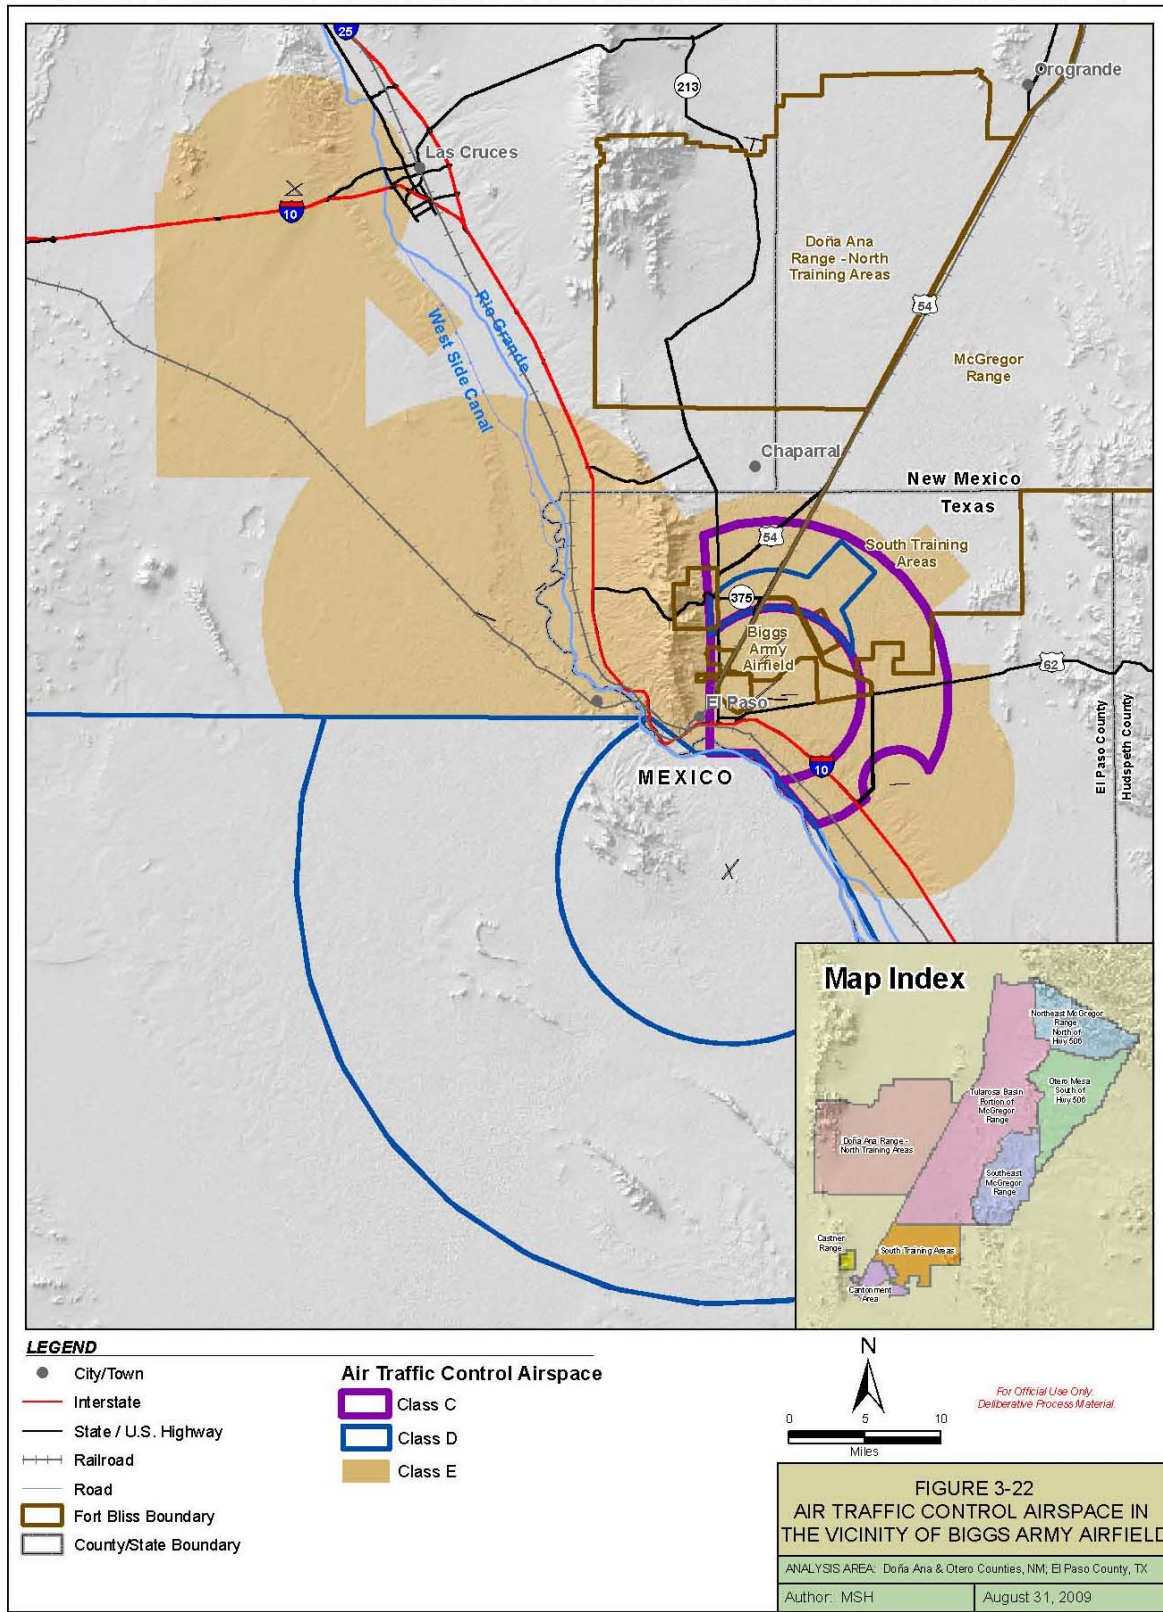 25
213
Orogrande
Las Cruces
10
Doña Ana
Range - North
Training Areas
54
Rio Grande
West Side Canal
McGregor
Range
Chaparral
New Mexico
Texas
54
South Training
Areas
375
Biggs
Army
Airfield
62
El Paso
El Paso County
Hudspeth County
MEXICO
10
Map Index
Northeast McGregor
Range
North of
Hwy 506
Tularosa Basin
Portion of
McGregor
Range
Otero Mesa
South of
Hwy 506
Doña Ana Range -
North Training Areas
Southeast
McGregor
Range
Castner
Range
South Training Areas
Cantonment
Area
LEGEND
City/Town
Interstate
State / U.S. Highway
Railroad
Road
Fort Bliss Boundary
County/State Boundary
Air Traffic Control Airspace
Class C
Class D
Class E
N
0 5 10
Miles
For Official Use Only.
Deliberative Process Material.
FIGURE 3-22
AIR TRAFFIC CONTROL AIRSPACE IN
THE VICINITY OF BIGGS ARMY AIRFIELD
ANALYSIS AREA: Doña Ana & Otero Counties, NM; El Paso County, TX
Author: MSH
August 31, 2009